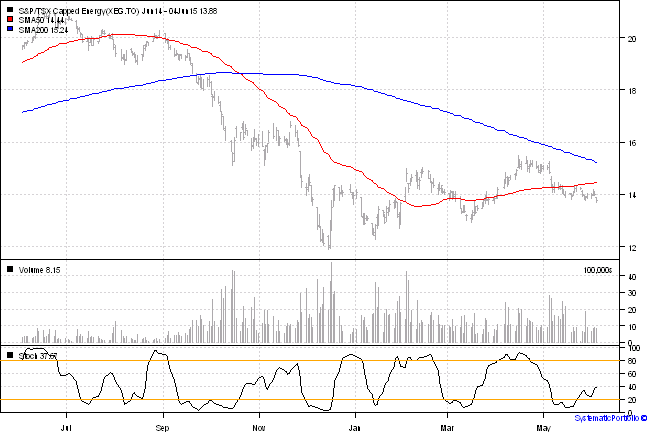 S&P/TSX Capped Energy(XEG.TO) Jun14 - 04Jun15 13.88
SMA50 14.44
SMA200 15.24
20
18
16
14
12
Volume 8.15
100,000s
40
30
20
10
0
Stoch 37.67
100
80
60
40
20
0
Jul
Sep
Nov
Jan
Mar
May
SystematicPortfolio ©